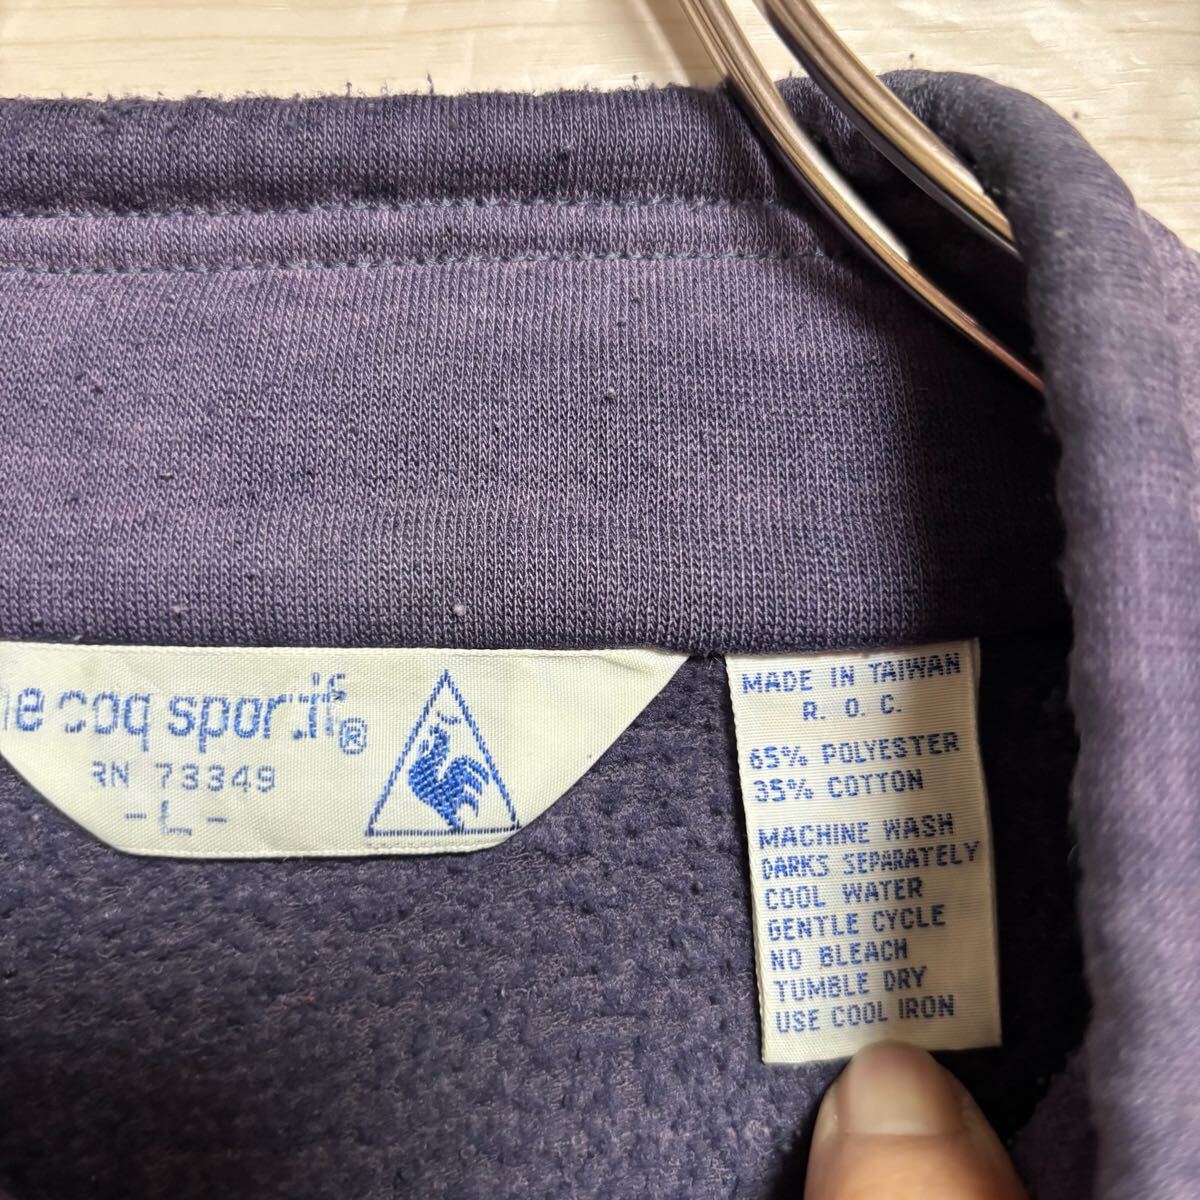 le coq sportif®
RN 73349
- L -
MADE IN TAIWAN
R. O. C.
65% POLYESTER
35% COTTON
MACHINE WASH
DARKS SEPARATELY
COOL WATER
GENTLE CYCLE
NO BLEACH
TUMBLE DRY
USE COOL IRON